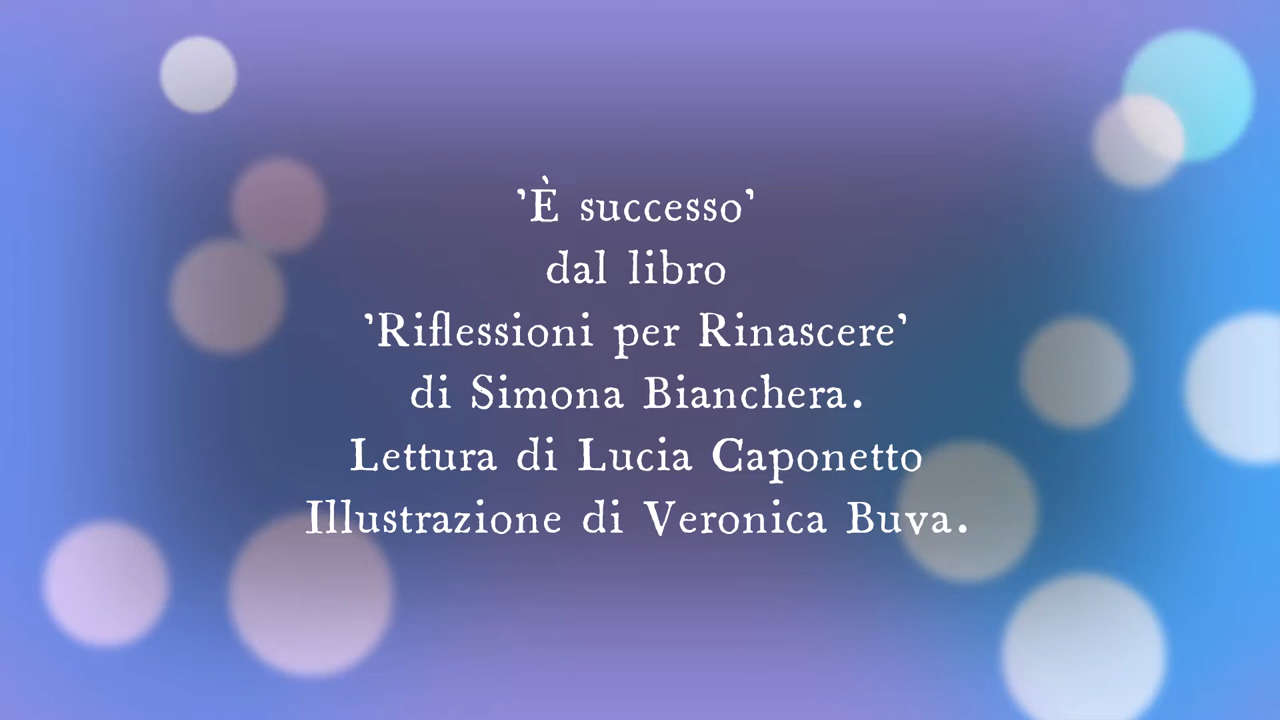 'È successo'
dal libro
'Riflessioni per Rinascere'
di Simona Bianchera.
Lettura di Lucia Caponetto
Illustrazione di Veronica Buva.